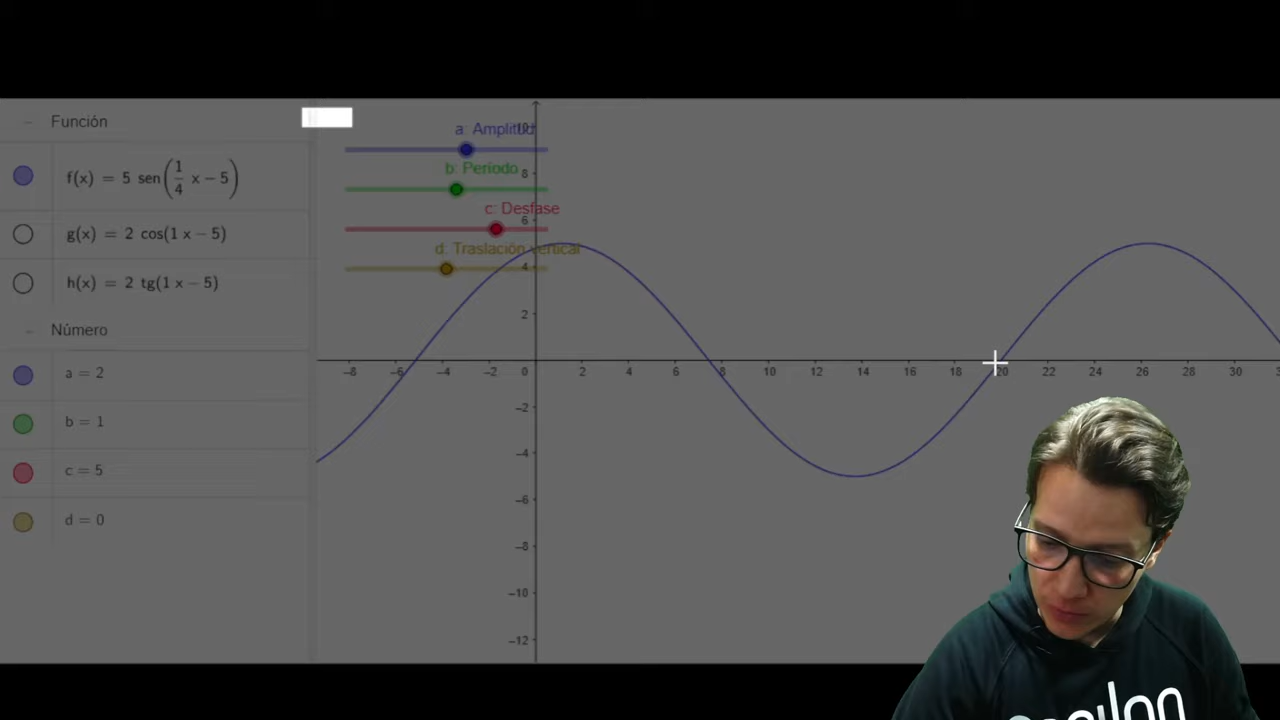 Función
f(x) = 5 sen(1/4 x − 5)
g(x) = 2 cos(1 x − 5)
h(x) = 2 tg(1 x − 5)
Número
a = 2
b = 1
c = 5
d = 0
a: Amplitud
b: Período
c: Desfase
d: Traslación vertical
10
8
6
4
2
−8 −6 −4 −2 0 2 4 6 8 10 12 14 16 18 20 22 24 26 28 30
−2
−4
−6
−8
−10
−12
epsilon